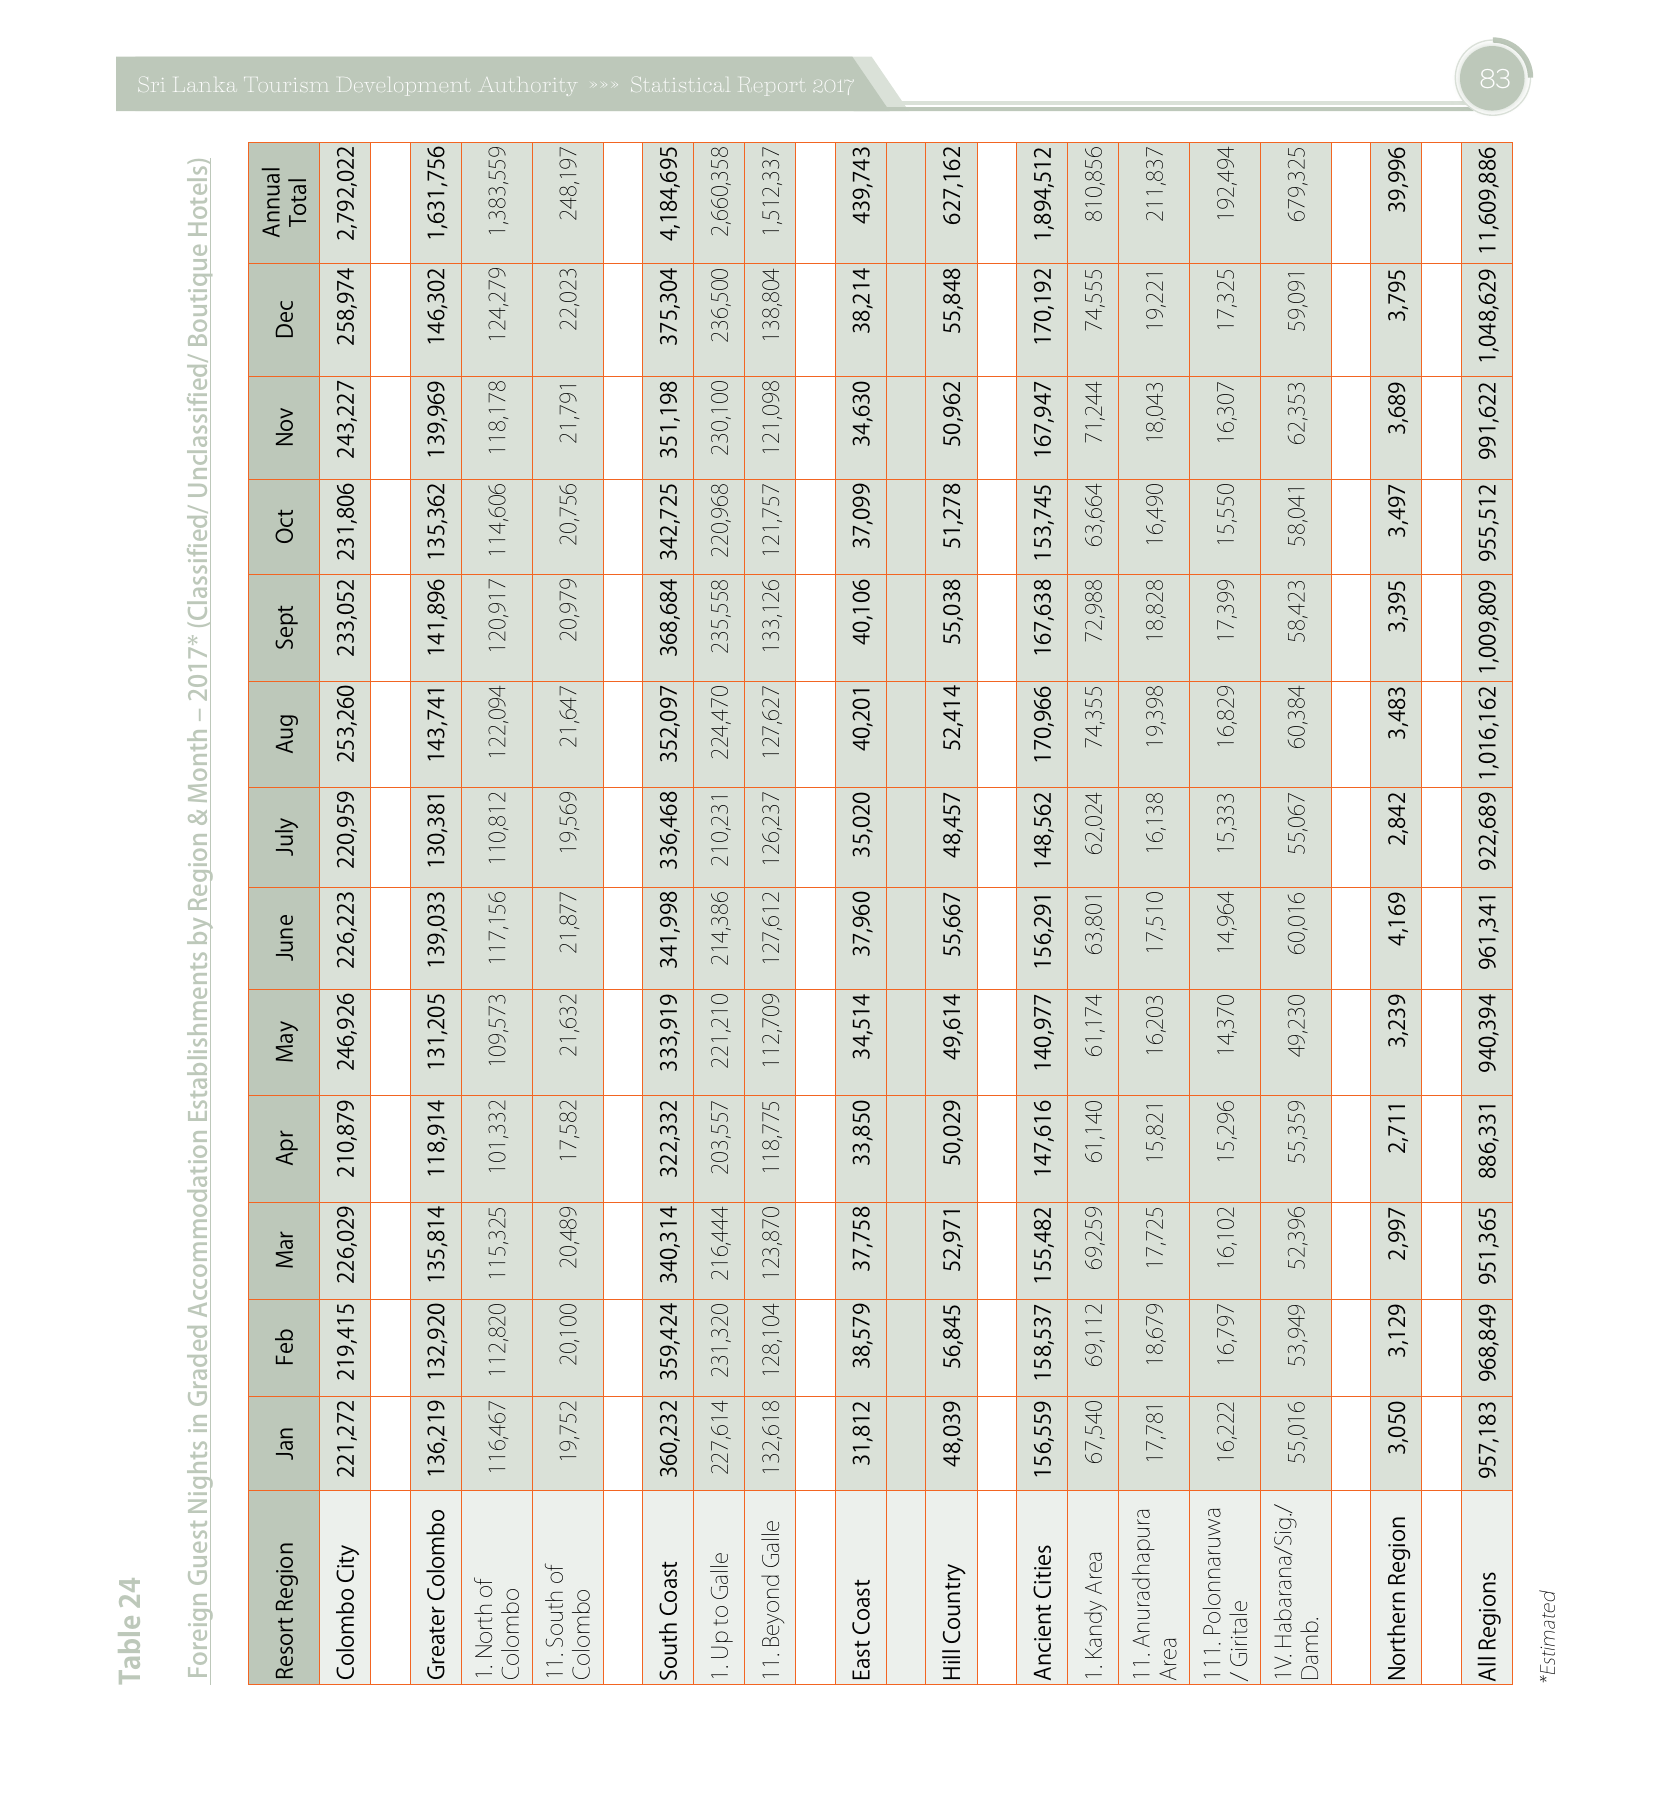 Sri Lanka Tourism Development Authority »»» Statistical Report 2017
83
Table 24
Foreign Guest Nights in Graded Accommodation Establishments by Region & Month – 2017* (Classified/ Unclassified/ Boutique Hotels)
Resort Region Jan Feb Mar Apr May June July Aug Sept Oct Nov Dec Annual Total
Colombo City 221,272 219,415 226,029 210,879 246,926 226,223 220,959 253,260 233,052 231,806 243,227 258,974 2,792,022
Greater Colombo 136,219 132,920 135,814 118,914 131,205 139,033 130,381 143,741 141,896 135,362 139,969 146,302 1,631,756
1. North of Colombo 116,467 112,820 115,325 101,332 109,573 117,156 110,812 122,094 120,917 114,606 118,178 124,279 1,383,559
11. South of Colombo 19,752 20,100 20,489 17,582 21,632 21,877 19,569 21,647 20,979 20,756 21,791 22,023 248,197
South Coast 360,232 359,424 340,314 322,332 333,919 341,998 336,468 352,097 368,684 342,725 351,198 375,304 4,184,695
1. Up to Galle 227,614 231,320 216,444 203,557 221,210 214,386 210,231 224,470 235,558 220,968 230,100 236,500 2,660,358
11. Beyond Galle 132,618 128,104 123,870 118,775 112,709 127,612 126,237 127,627 133,126 121,757 121,098 138,804 1,512,337
East Coast 31,812 38,579 37,758 33,850 34,514 37,960 35,020 40,201 40,106 37,099 34,630 38,214 439,743
Hill Country 48,039 56,845 52,971 50,029 49,614 55,667 48,457 52,414 55,038 51,278 50,962 55,848 627,162
Ancient Cities 156,559 158,537 155,482 147,616 140,977 156,291 148,562 170,966 167,638 153,745 167,947 170,192 1,894,512
1. Kandy Area 67,540 69,112 69,259 61,140 61,174 63,801 62,024 74,355 72,988 63,664 71,244 74,555 810,856
11. Anuradhapura Area 17,781 18,679 17,725 15,821 16,203 17,510 16,138 19,398 18,828 16,490 18,043 19,221 211,837
111. Polonnaruwa / Giritale 16,222 16,797 16,102 15,296 14,370 14,964 15,333 16,829 17,399 15,550 16,307 17,325 192,494
1V. Habarana/Sig./ Damb. 55,016 53,949 52,396 55,359 49,230 60,016 55,067 60,384 58,423 58,041 62,353 59,091 679,325
Northern Region 3,050 3,129 2,997 2,711 3,239 4,169 2,842 3,483 3,395 3,497 3,689 3,795 39,996
All Regions 957,183 968,849 951,365 886,331 940,394 961,341 922,689 1,016,162 1,009,809 955,512 991,622 1,048,629 11,609,886
*Estimated